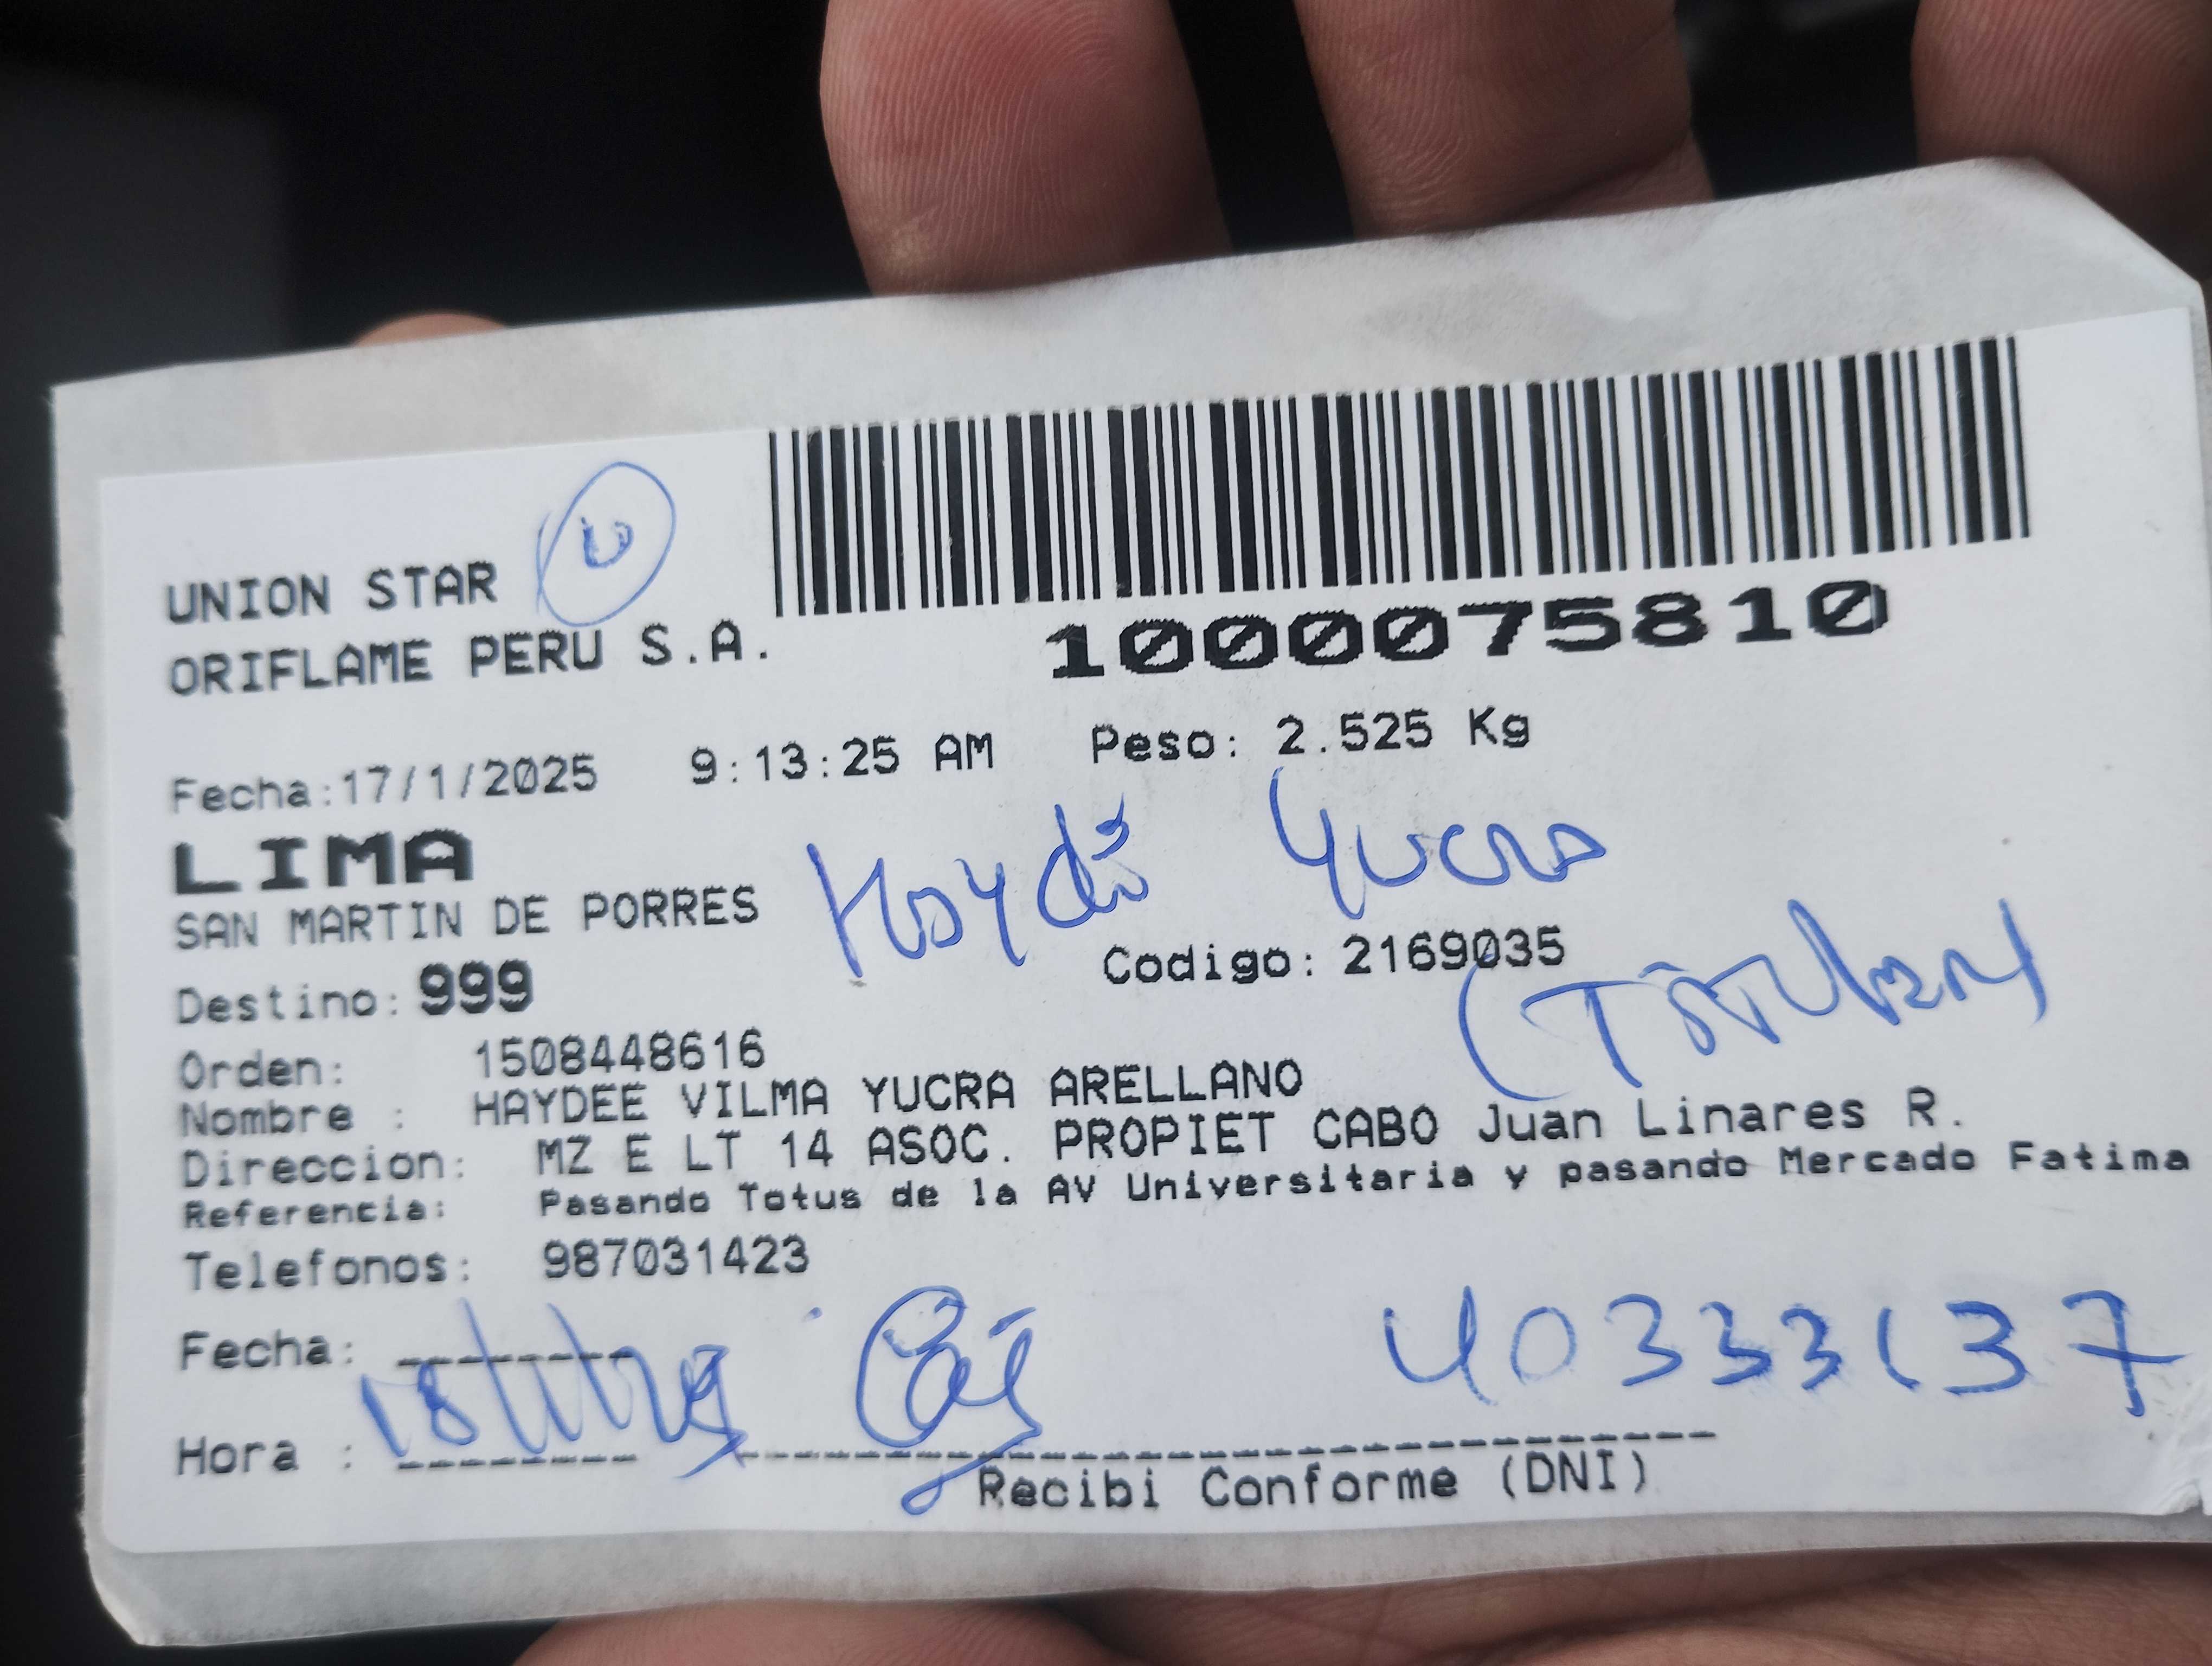 UNION STAR
ORIFLAME PERU S.A.
1000075810
Fecha:17/1/2025 9:13:25 AM Peso: 2.525 Kg
LIMA
SAN MARTIN DE PORRES
Haydé Yucra
Destino: 999 Codigo: 2169035
(Titular)
Orden: 1508448616
Nombre : HAYDEE VILMA YUCRA ARELLANO
Direccion: MZ E LT 14 ASOC. PROPIET CABO Juan Linares R.
Referencia: Pasando Totus de la AV Universitaria y pasando Mercado Fatima
Telefonos: 987031423
Fecha:
40333137
Hora :
Recibi Conforme (DNI)